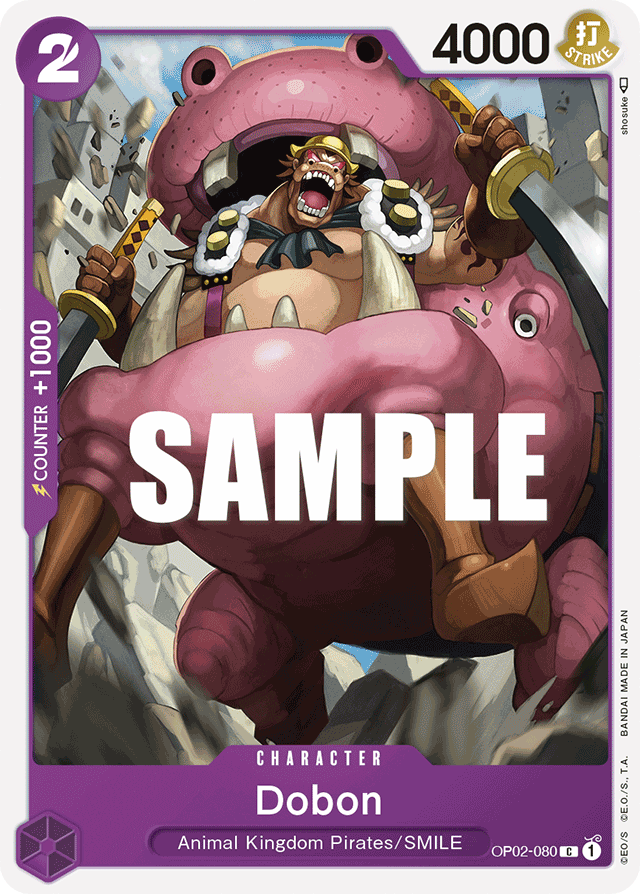 2
4000
打
STRIKE
shosuke
COUNTER +1000
SAMPLE
CHARACTER
Dobon
Animal Kingdom Pirates/SMILE
OP02-080 C 1
©E.O/S ©E.O./S., T.A. BANDAI MADE IN JAPAN